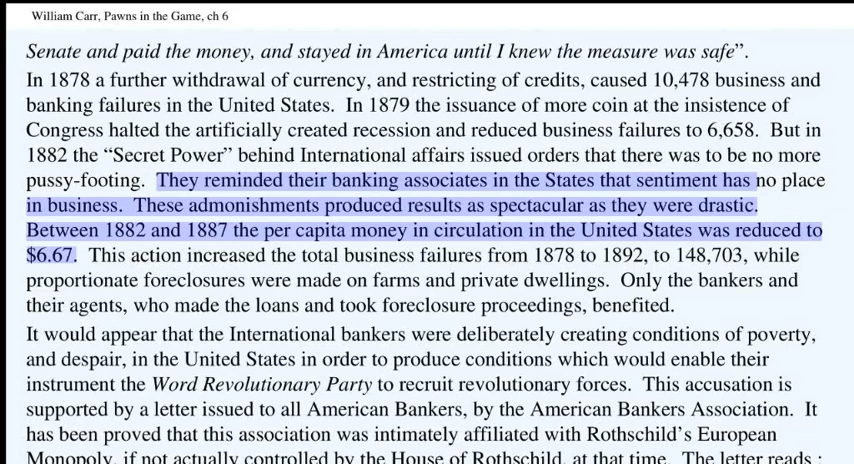 William Carr, Pawns in the Game, ch 6
Senate and paid the money, and stayed in America until I knew the measure was safe”.
In 1878 a further withdrawal of currency, and restricting of credits, caused 10,478 business and
banking failures in the United States. In 1879 the issuance of more coin at the insistence of
Congress halted the artificially created recession and reduced business failures to 6,658. But in
1882 the “Secret Power” behind International affairs issued orders that there was to be no more
pussy-footing. They reminded their banking associates in the States that sentiment has no place
in business. These admonishments produced results as spectacular as they were drastic.
Between 1882 and 1887 the per capita money in circulation in the United States was reduced to
$6.67. This action increased the total business failures from 1878 to 1892, to 148,703, while
proportionate foreclosures were made on farms and private dwellings. Only the bankers and
their agents, who made the loans and took foreclosure proceedings, benefited.
It would appear that the International bankers were deliberately creating conditions of poverty,
and despair, in the United States in order to produce conditions which would enable their
instrument the Word Revolutionary Party to recruit revolutionary forces. This accusation is
supported by a letter issued to all American Bankers, by the American Bankers Association. It
has been proved that this association was intimately affiliated with Rothschild’s European
Monopoly, if not actually controlled by the House of Rothschild, at that time. The letter reads :